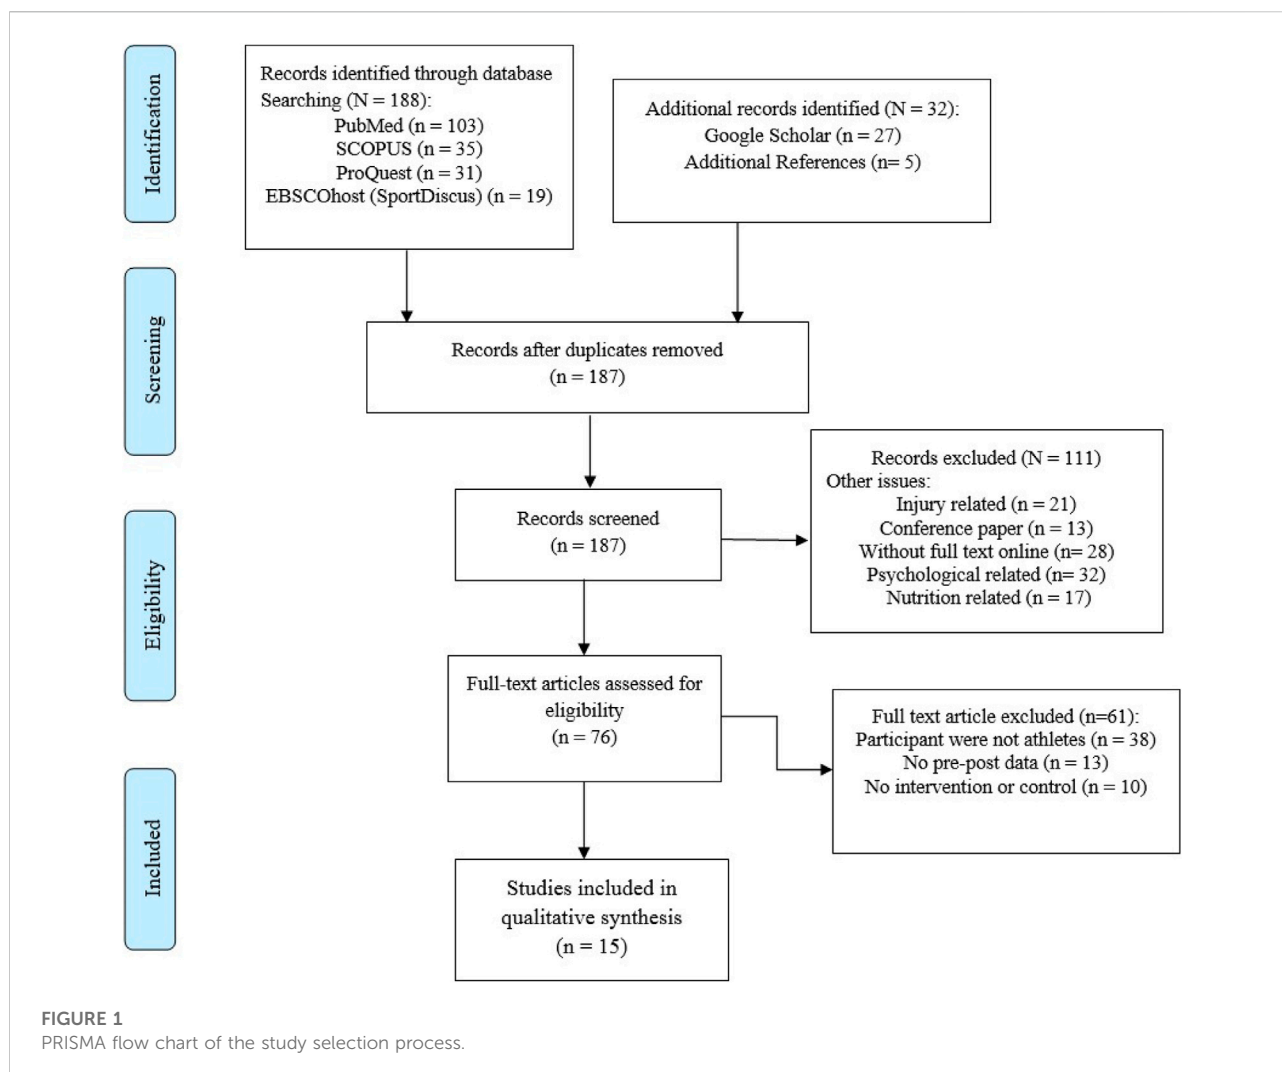 Identification
Records identified through database
Searching (N = 188):
PubMed (n = 103)
SCOPUS (n = 35)
ProQuest (n = 31)
EBSCOhost (SportDiscus) (n = 19)
Additional records identified (N = 32):
Google Scholar (n = 27)
Additional References (n= 5)
Screening
Records after duplicates removed
(n = 187)
Records screened
(n = 187)
Records excluded (N = 111)
Other issues:
Injury related (n = 21)
Conference paper (n = 13)
Without full text online (n= 28)
Psychological related (n= 32)
Nutrition related (n = 17)
Eligibility
Full-text articles assessed for
eligibility
(n = 76)
Full text article excluded (n=61):
Participant were not athletes (n = 38)
No pre-post data (n = 13)
No intervention or control (n = 10)
Included
Studies included in
qualitative synthesis
(n = 15)
FIGURE 1
PRISMA flow chart of the study selection process.